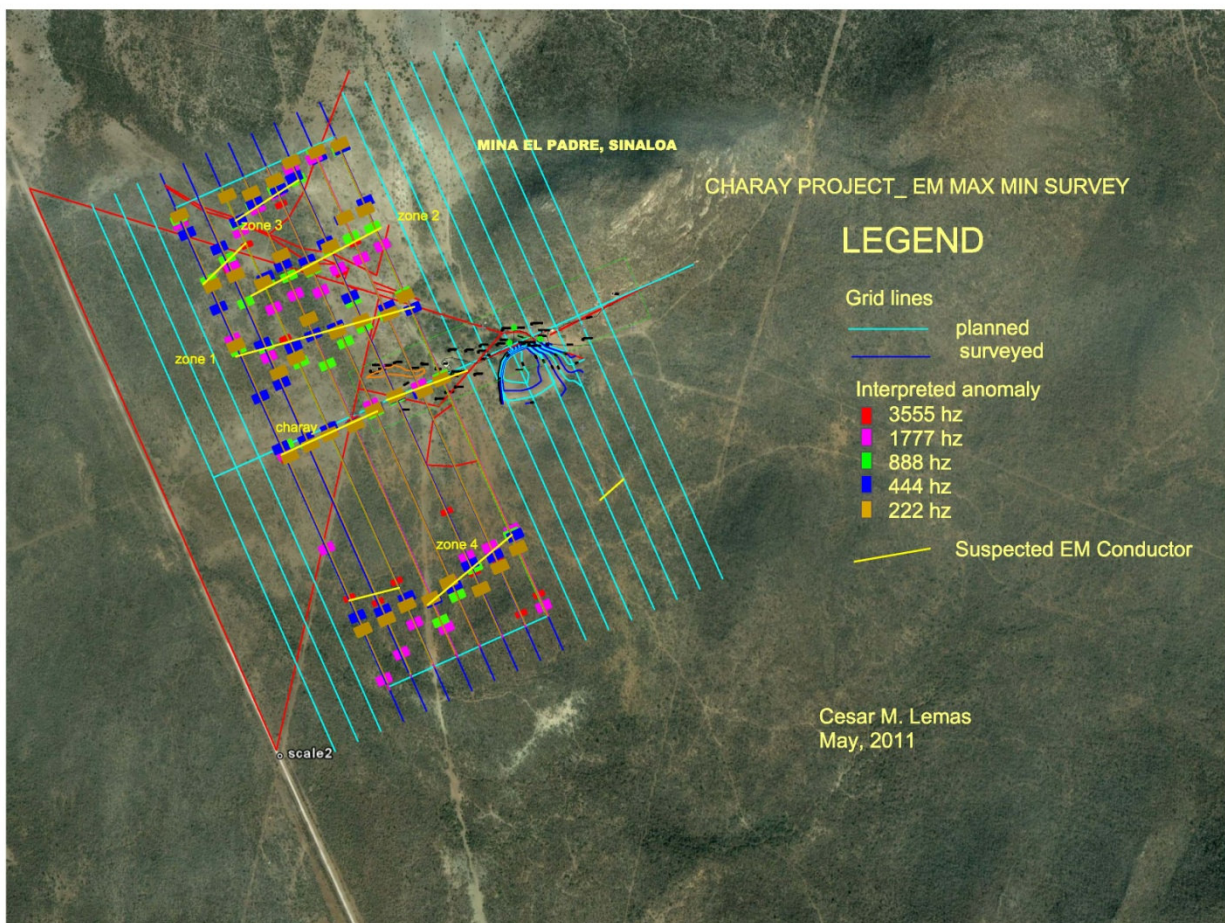 MINA EL PADRE, SINALOA
CHARAY PROJECT_ EM MAX MIN SURVEY
LEGEND
Grid lines
planned
surveyed
Interpreted anomaly
3555 hz
1777 hz
888 hz
444 hz
222 hz
Suspected EM Conductor
zone 2
zone 3
zone 1
charay
zone 4
scale2
Cesar M. Lemas
May, 2011